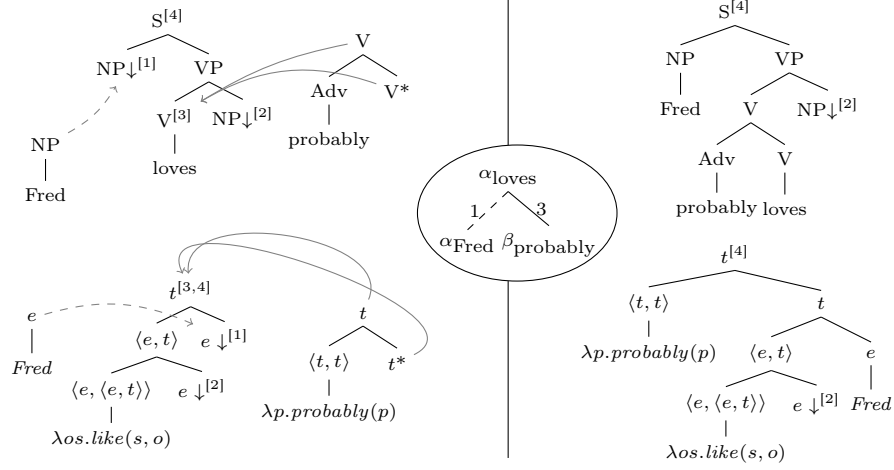 S[4]
NP↓[1] VP
V[3] NP↓[2]
loves
NP
Fred
V
Adv V*
probably
αloves
1 3
αFred βprobably
S[4]
NP VP
Fred V NP↓[2]
Adv V
probably loves
t[3,4]
e ⟨e, t⟩ e ↓[1]
Fred ⟨e, ⟨e, t⟩⟩ e ↓[2]
λos.like(s, o)
t
⟨t, t⟩ t*
λp.probably(p)
t[4]
⟨t, t⟩ t
λp.probably(p) ⟨e, t⟩ e
⟨e, ⟨e, t⟩⟩ e ↓[2] Fred
λos.like(s, o)